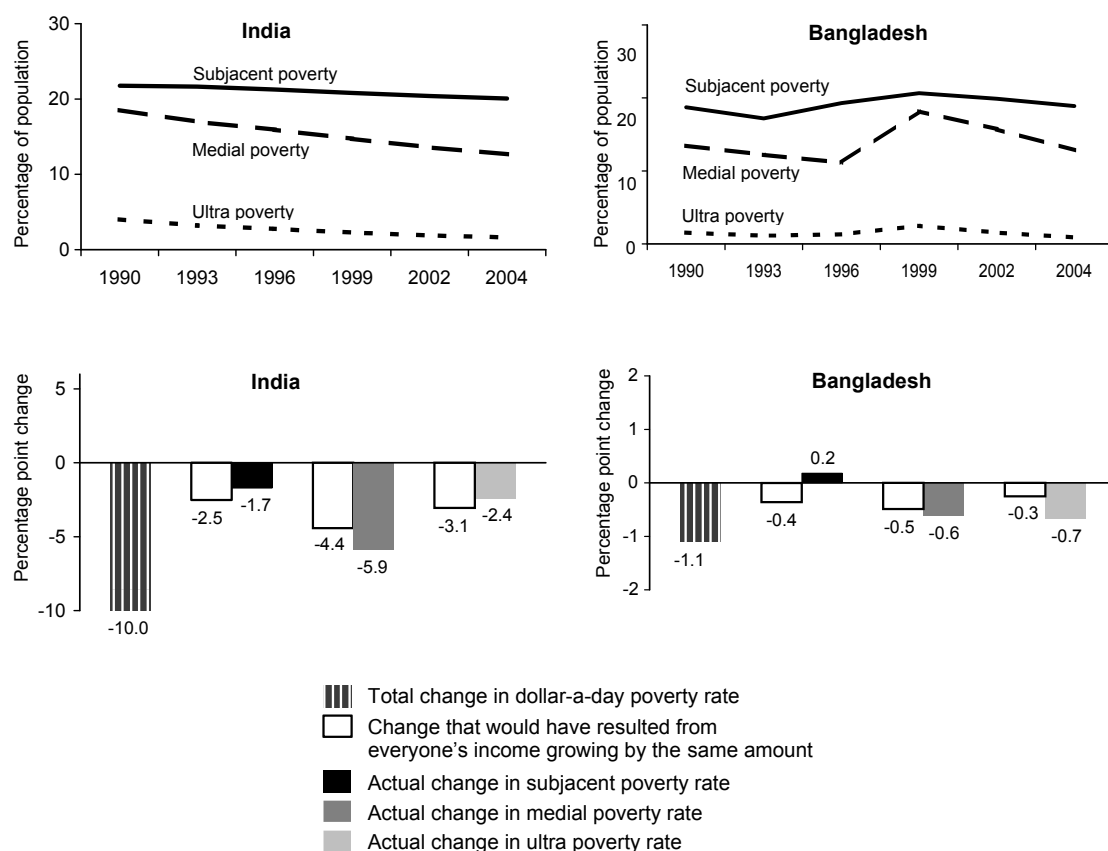 India
Percentage of population
30
20
10
0
Subjacent poverty
Medial poverty
Ultra poverty
1990 1993 1996 1999 2002 2004
Bangladesh
Percentage of population
30
20
10
0
Subjacent poverty
Medial poverty
Ultra poverty
1990 1993 1996 1999 2002 2004
India
Percentage point change
5
0
-5
-10
-10.0
-2.5
-1.7
-4.4
-5.9
-3.1
-2.4
Bangladesh
Percentage point change
2
1
0
-1
-2
-1.1
-0.4
0.2
-0.5
-0.6
-0.3
-0.7
Total change in dollar-a-day poverty rate
Change that would have resulted from
everyone's income growing by the same amount
Actual change in subjacent poverty rate
Actual change in medial poverty rate
Actual change in ultra poverty rate